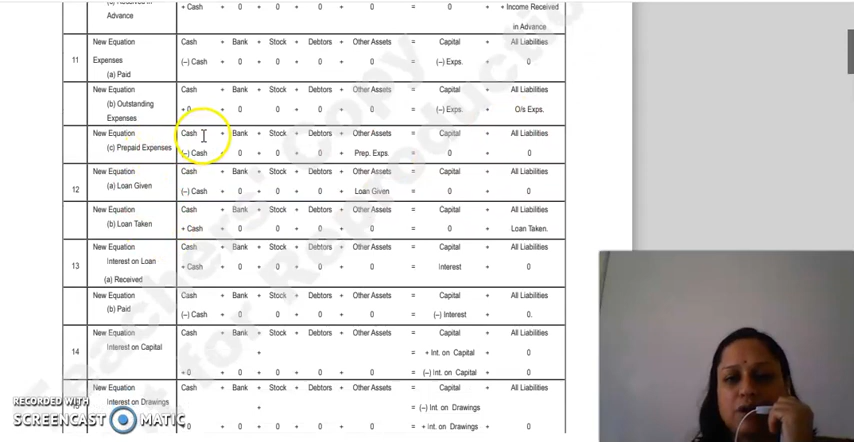 Advance + Cash + 0 + 0 + 0 + 0 = 0 + + Income Received
in Advance
11 New Equation Cash + Bank + Stock + Debtors + Other Assets = Capital + All Liabilities
Expenses (–) Cash + 0 + 0 + 0 + 0 = (–) Exps. + 0
(a) Paid
New Equation Cash + Bank + Stock + Debtors + Other Assets = Capital + All Liabilities
(b) Outstanding + 0 + 0 + 0 + 0 + 0 = (–) Exps. + O/s Exps.
Expenses
New Equation Cash + Bank + Stock + Debtors + Other Assets = Capital + All Liabilities
(c) Prepaid Expenses (–) Cash + 0 + 0 + 0 + Prep. Exps. = 0 + 0
12 New Equation Cash + Bank + Stock + Debtors + Other Assets = Capital + All Liabilities
(a) Loan Given (–) Cash + 0 + 0 + 0 + Loan Given = 0 + 0
New Equation Cash + Bank + Stock + Debtors + Other Assets = Capital + All Liabilities
(b) Loan Taken + Cash + 0 + 0 + 0 + 0 = 0 + Loan Taken.
13 New Equation Cash + Bank + Stock + Debtors + Other Assets = Capital + All Liabilities
Interest on Loan + Cash + 0 + 0 + 0 + 0 = Interest + 0
(a) Received
New Equation Cash + Bank + Stock + Debtors + Other Assets = Capital + All Liabilities
(b) Paid (–) Cash + 0 + 0 + 0 + 0 = (–) Interest + 0.
14 New Equation Cash + Bank + Stock + Debtors + Other Assets = Capital + All Liabilities
Interest on Capital + = + Int. on Capital + 0
+ 0 + 0 + 0 + 0 + 0 = (–) Int. on Capital + 0
New Equation Cash + Bank + Stock + Debtors + Other Assets = Capital + All Liabilities
Interest on Drawings + = (–) Int. on Drawings
+ 0 + 0 + 0 + 0 + 0 = + Int. on Drawings + 0
Teachers' Copy
Not for Reproduction
RECORDED WITH
SCREENCAST MATIC